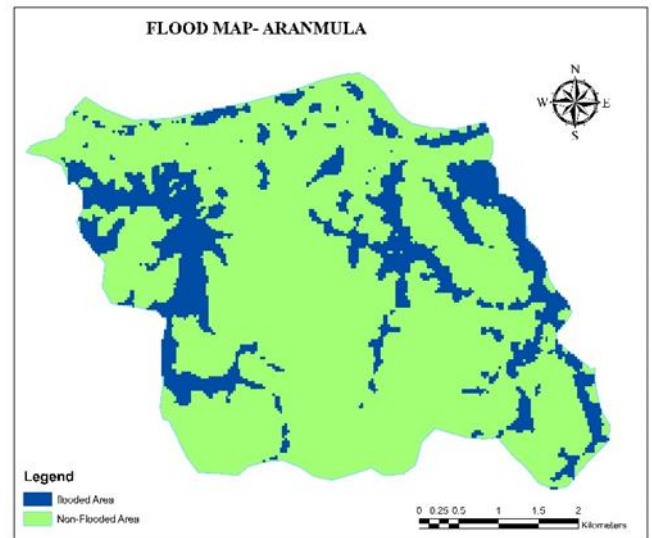 FLOOD MAP- ARANMULA
N
W E
S
Legend
flooded Area
Non-Flooded Area
0 0.25 0.5 1 1.5 2
Kilometers